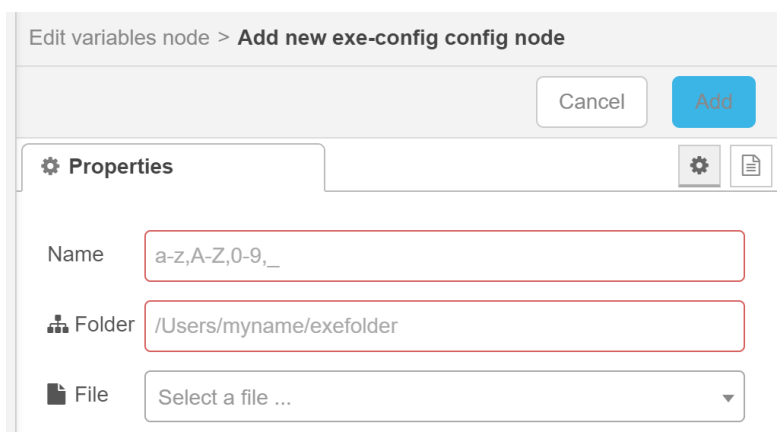 Edit variables node > Add new exe-config config node
Cancel
Add
Properties
Name
a-z,A-Z,0-9,_
Folder
/Users/myname/exefolder
File
Select a file ...